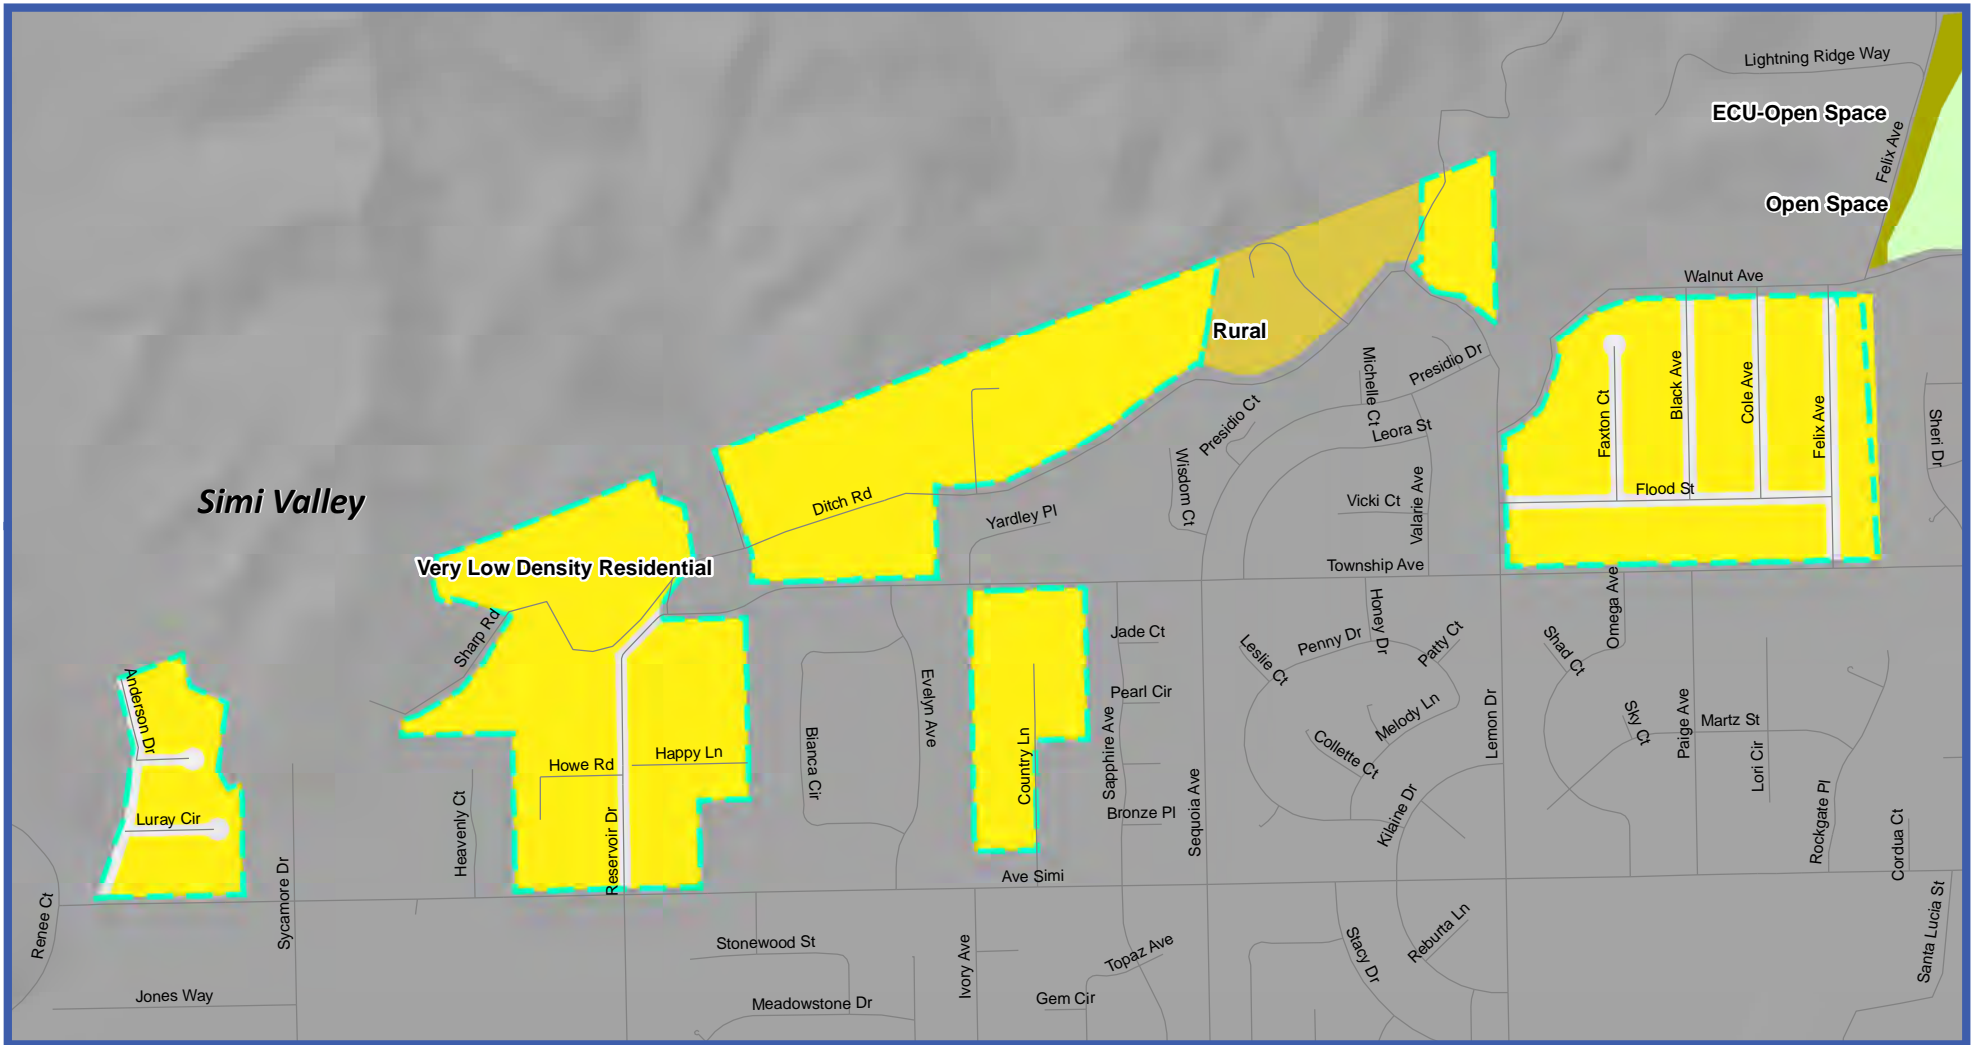 Lightning Ridge Way
ECU-Open Space
Felix Ave
Open Space
Walnut Ave
Rural
Michelle Ct
Presidio Dr
Presidio Ct
Leora St
Faxton Ct
Black Ave
Cole Ave
Felix Ave
Sheri Dr
Simi Valley
Ditch Rd
Yardley Pl
Wisdom Ct
Vicki Ct
Valarie Ave
Flood St
Very Low Density Residential
Township Ave
Sharp Rd
Anderson Dr
Jade Ct
Honey Dr
Penny Dr
Patty Ct
Leslie Ct
Shad Ct
Omega Ave
Evelyn Ave
Pearl Cir
Melody Ln
Lemon Dr
Sky Ct
Paige Ave
Martz St
Bianca Cir
Howe Rd
Happy Ln
Country Ln
Sapphire Ave
Collette Ct
Lori Cir
Luray Cir
Heavenly Ct
Reservoir Dr
Bronze Pl
Sequoia Ave
Kilaine Dr
Rockgate Pl
Cordua Ct
Ave Simi
Renee Ct
Sycamore Dr
Stonewood St
Ivory Ave
Topaz Ave
Stacy Dr
Reburta Ln
Santa Lucia St
Jones Way
Meadowstone Dr
Gem Cir